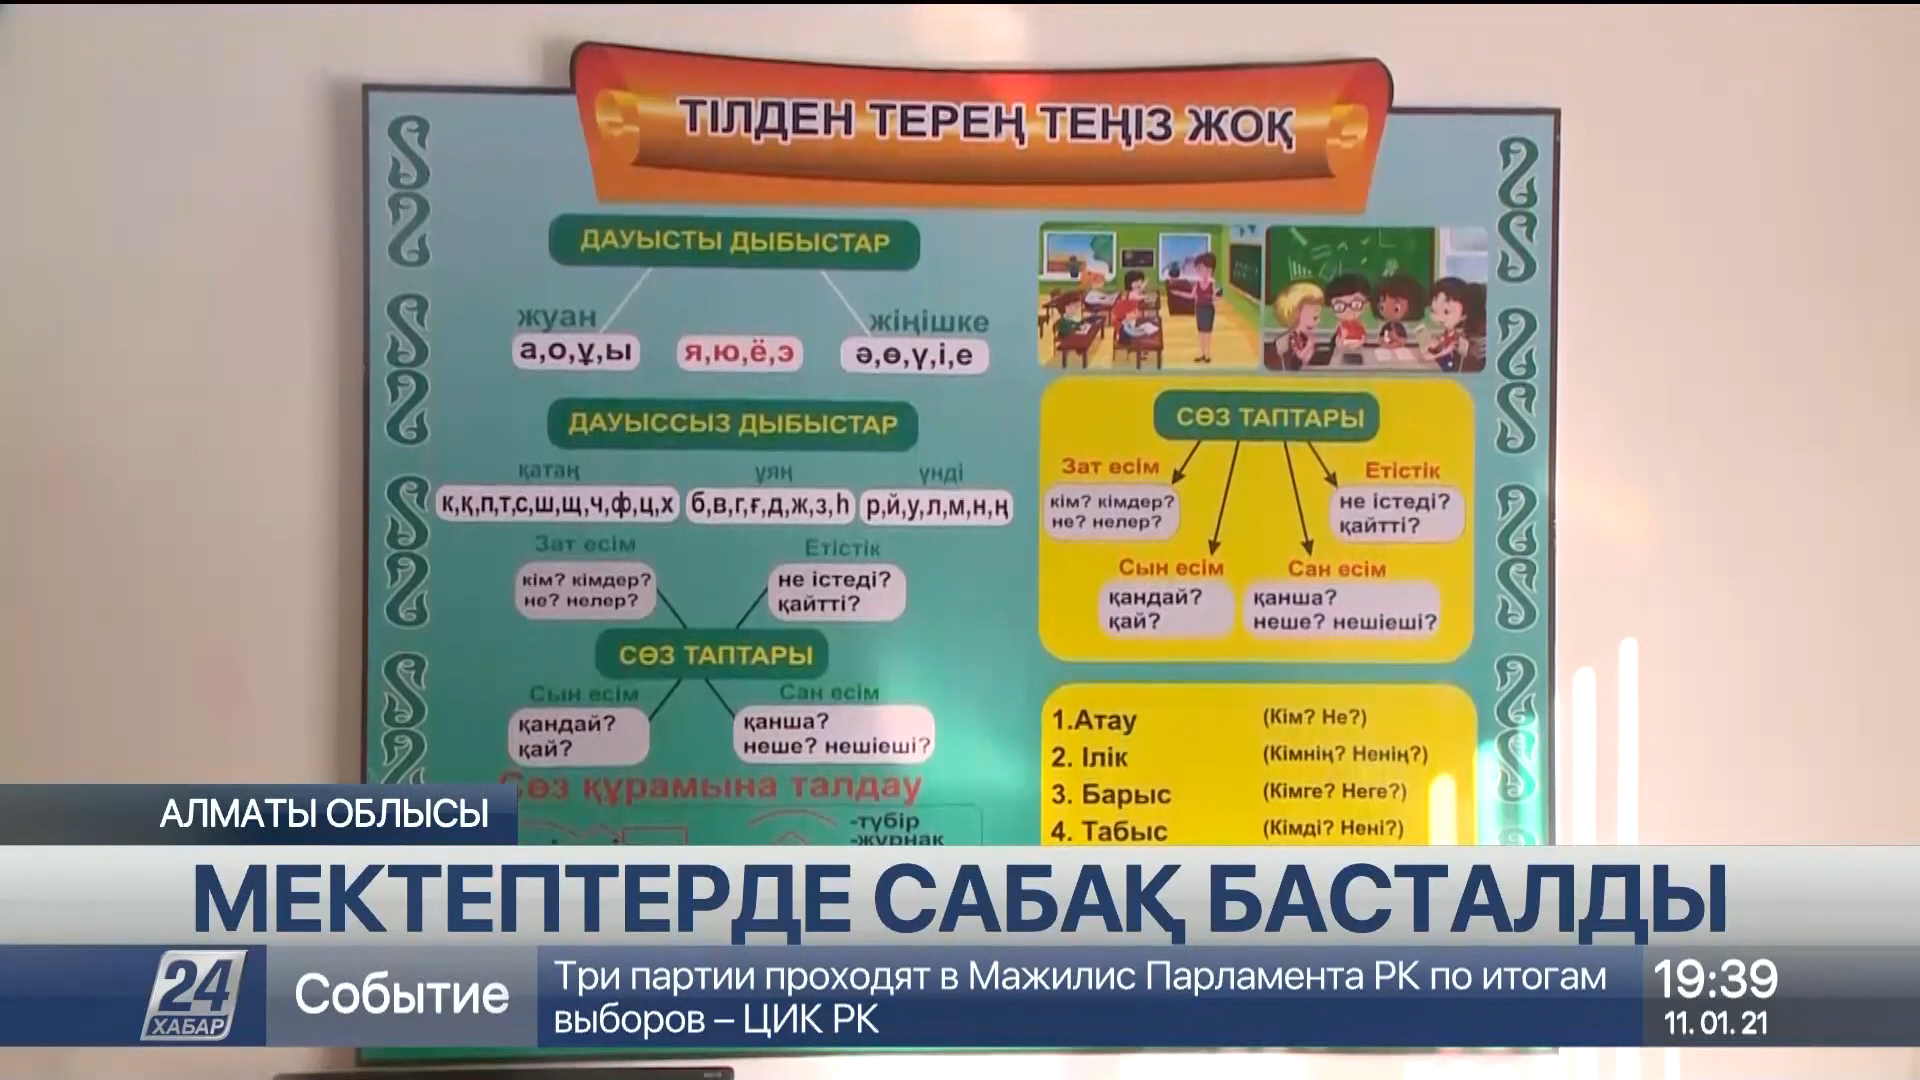 ТІЛДЕН ТЕРЕҢ ТЕҢІЗ ЖОҚ
ДАУЫСТЫ ДЫБЫСТАР
жуан
жіңішке
а,о,ұ,ы
я,ю,ё,э
ә,ө,ү,і,е
ДАУЫССЫЗ ДЫБЫСТАР
қатаң
ұяң
үнді
к,қ,п,т,с,ш,щ,ч,ф,ц,х
б,в,г,ғ,д,ж,з,һ
р,й,у,л,м,н,ң
Зат есім
Етістік
кім? кімдер?
не? нелер?
не істеді?
қайтті?
СӨЗ ТАПТАРЫ
Сын есім
Сан есім
қандай?
қай?
қанша?
неше? нешіеші?
Сөз құрамына талдау
-түбір
-жұрнақ
СӨЗ ТАПТАРЫ
Зат есім
Етістік
кім? кімдер?
не? нелер?
не істеді?
қайтті?
Сын есім
Сан есім
қандай?
қай?
қанша?
неше? нешіеші?
1.Атау (Кім? Не?)
2. Ілік (Кімнің? Ненің?)
3. Барыс (Кімге? Неге?)
4. Табыс (Кімді? Нені?)
АЛМАТЫ ОБЛЫСЫ
МЕКТЕПТЕРДЕ САБАҚ БАСТАЛДЫ
24
ХАБАР
Событие
Три партии проходят в Мажилис Парламента РК по итогам
выборов – ЦИК РК
19:39
11.01.21